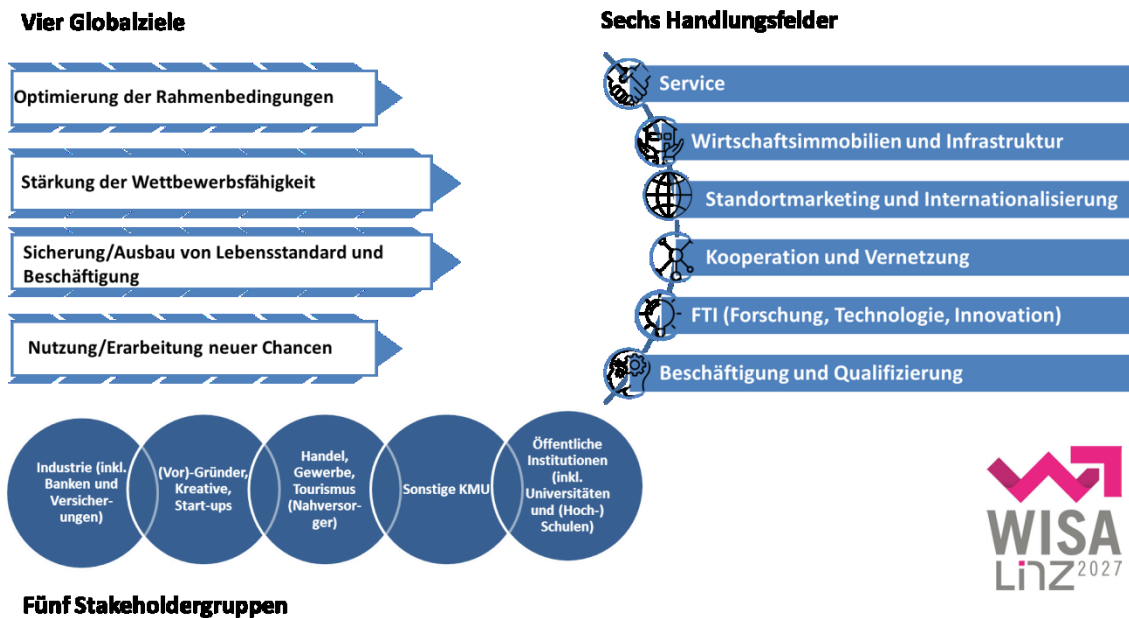 Vier Globalziele
Optimierung der Rahmenbedingungen
Stärkung der Wettbewerbsfähigkeit
Sicherung/Ausbau von Lebensstandard und
Beschäftigung
Nutzung/Erarbeitung neuer Chancen
Sechs Handlungsfelder
Service
Wirtschaftsimmobilien und Infrastruktur
Standortmarketing und Internationalisierung
Kooperation und Vernetzung
FTI (Forschung, Technologie, Innovation)
Beschäftigung und Qualifizierung
Industrie (inkl.
Banken und
Versicher-
ungen)
(Vor)-Gründer,
Kreative,
Start-ups
Handel,
Gewerbe,
Tourismus
(Nahversor-
ger)
Sonstige KMU
Öffentliche
Institutionen
(inkl.
Universitäten
und (Hoch-)
Schulen)
Fünf Stakeholdergruppen
WISA
LiNZ 2027